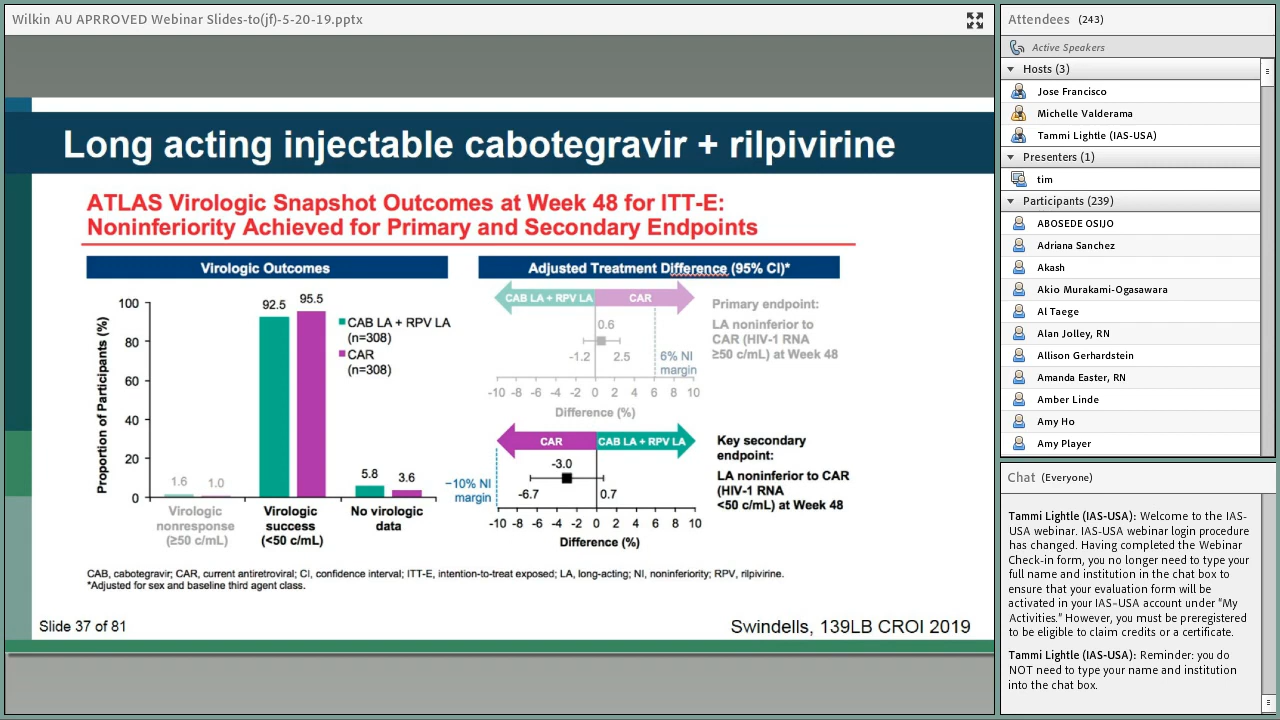 Wilkin AU APRROVED Webinar Slides-to(jf)-5-20-19.pptx
Long acting injectable cabotegravir + rilpivirine
ATLAS Virologic Snapshot Outcomes at Week 48 for ITT-E:
Noninferiority Achieved for Primary and Secondary Endpoints
Virologic Outcomes
Proportion of Participants (%)
100
80
60
40
20
0
1.6
1.0
92.5
95.5
5.8
3.6
CAB LA + RPV LA
(n=308)
CAR
(n=308)
Virologic
nonresponse
(≥50 c/mL)
Virologic
success
(<50 c/mL)
No virologic
data
Adjusted Treatment Difference (95% CI)*
CAB LA + RPV LA
CAR
0.6
-1.2
2.5
6% NI
margin
-10 -8 -6 -4 -2 0 2 4 6 8 10
Difference (%)
Primary endpoint:
LA noninferior to
CAR (HIV-1 RNA
≥50 c/mL) at Week 48
CAR
CAB LA + RPV LA
-3.0
-6.7
0.7
−10% NI
margin
-10 -8 -6 -4 -2 0 2 4 6 8 10
Difference (%)
Key secondary
endpoint:
LA noninferior to CAR
(HIV-1 RNA
<50 c/mL) at Week 48
CAB, cabotegravir; CAR, current antiretroviral; CI, confidence interval; ITT-E, intention-to-treat exposed; LA, long-acting; NI, noninferiority; RPV, rilpivirine.
*Adjusted for sex and baseline third agent class.
Slide 37 of 81
Swindells, 139LB CROI 2019
Attendees (243)
Active Speakers
Hosts (3)
Jose Francisco
Michelle Valderama
Tammi Lightle (IAS-USA)
Presenters (1)
tim
Participants (239)
ABOSEDE OSIJO
Adriana Sanchez
Akash
Akio Murakami-Ogasawara
Al Taege
Alan Jolley, RN
Allison Gerhardstein
Amanda Easter, RN
Amber Linde
Amy Ho
Amy Player
Chat (Everyone)
Tammi Lightle (IAS-USA): Welcome to the IAS-
USA webinar. IAS-USA webinar login procedure
has changed. Having completed the Webinar
Check-in form, you no longer need to type your
full name and institution in the chat box to
ensure that your evaluation form will be
activated in your IAS–USA account under "My
Activities." However, you must be preregistered
to be eligible to claim credits or a certificate.
Tammi Lightle (IAS-USA): Reminder: you do
NOT need to type your name and institution
into the chat box.